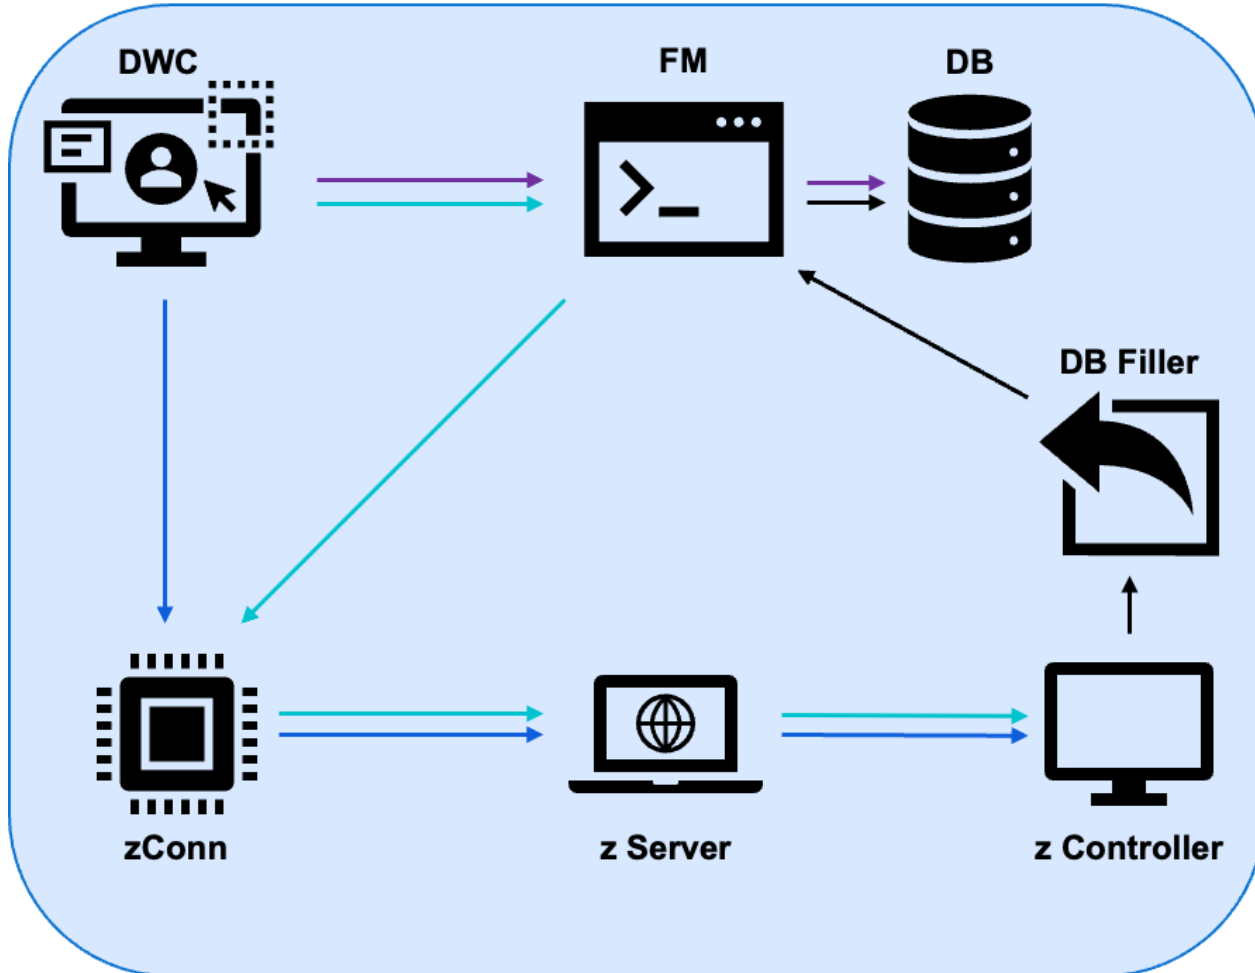 DWC
FM
DB
DB Filler
zConn
z Server
z Controller